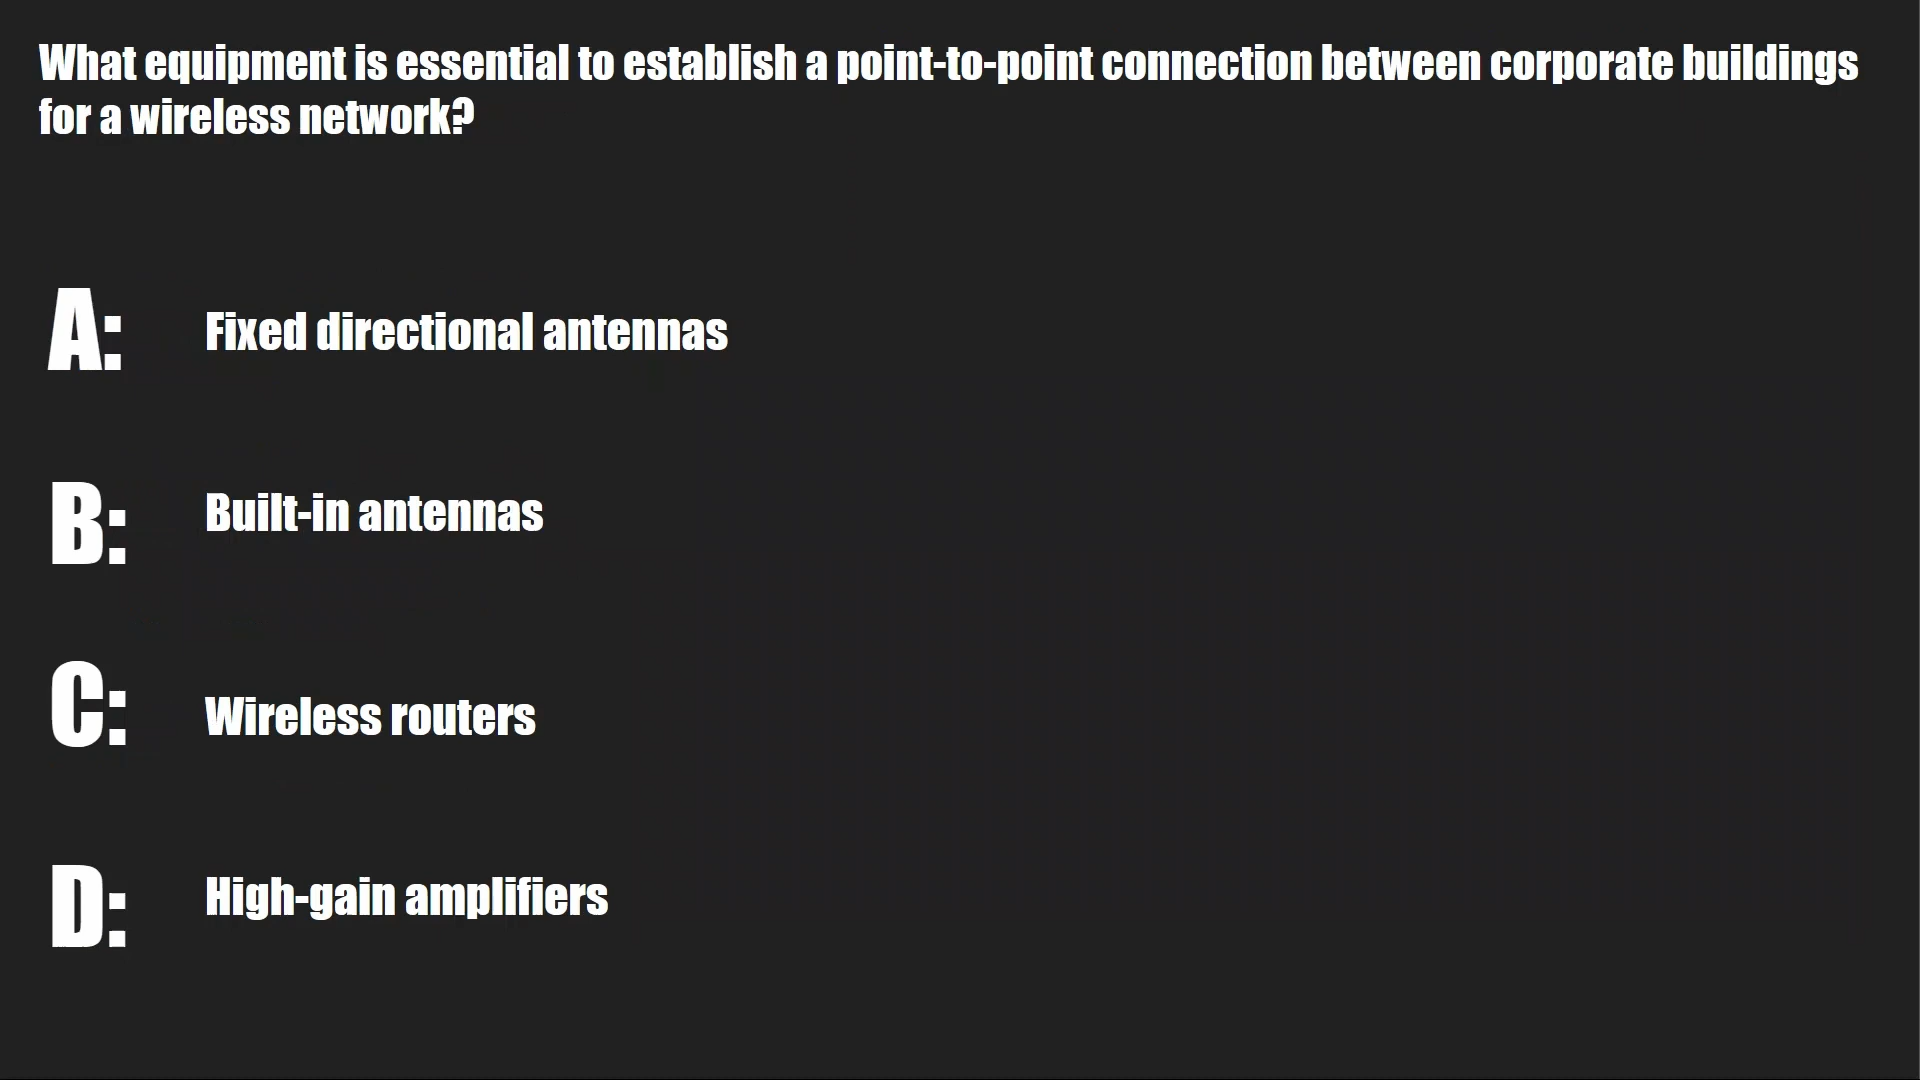 What equipment is essential to establish a point-to-point connection between corporate buildings
for a wireless network?
A: Fixed directional antennas
B: Built-in antennas
C: Wireless routers
D: High-gain amplifiers